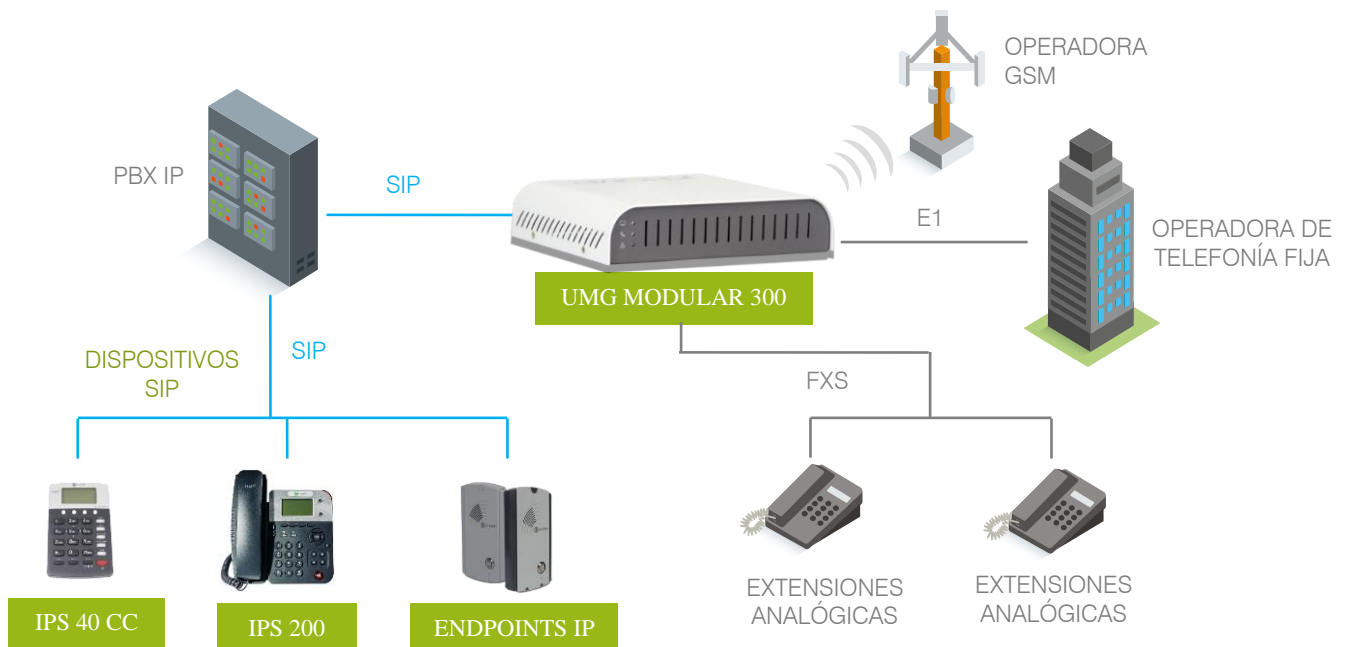 OPERADORA
GSM
PBX IP
SIP
E1
OPERADORA DE
TELEFONÍA FIJA
UMG MODULAR 300
DISPOSITIVOS
SIP
SIP
FXS
EXTENSIONES
ANALÓGICAS
EXTENSIONES
ANALÓGICAS
IPS 40 CC
IPS 200
ENDPOINTS IP